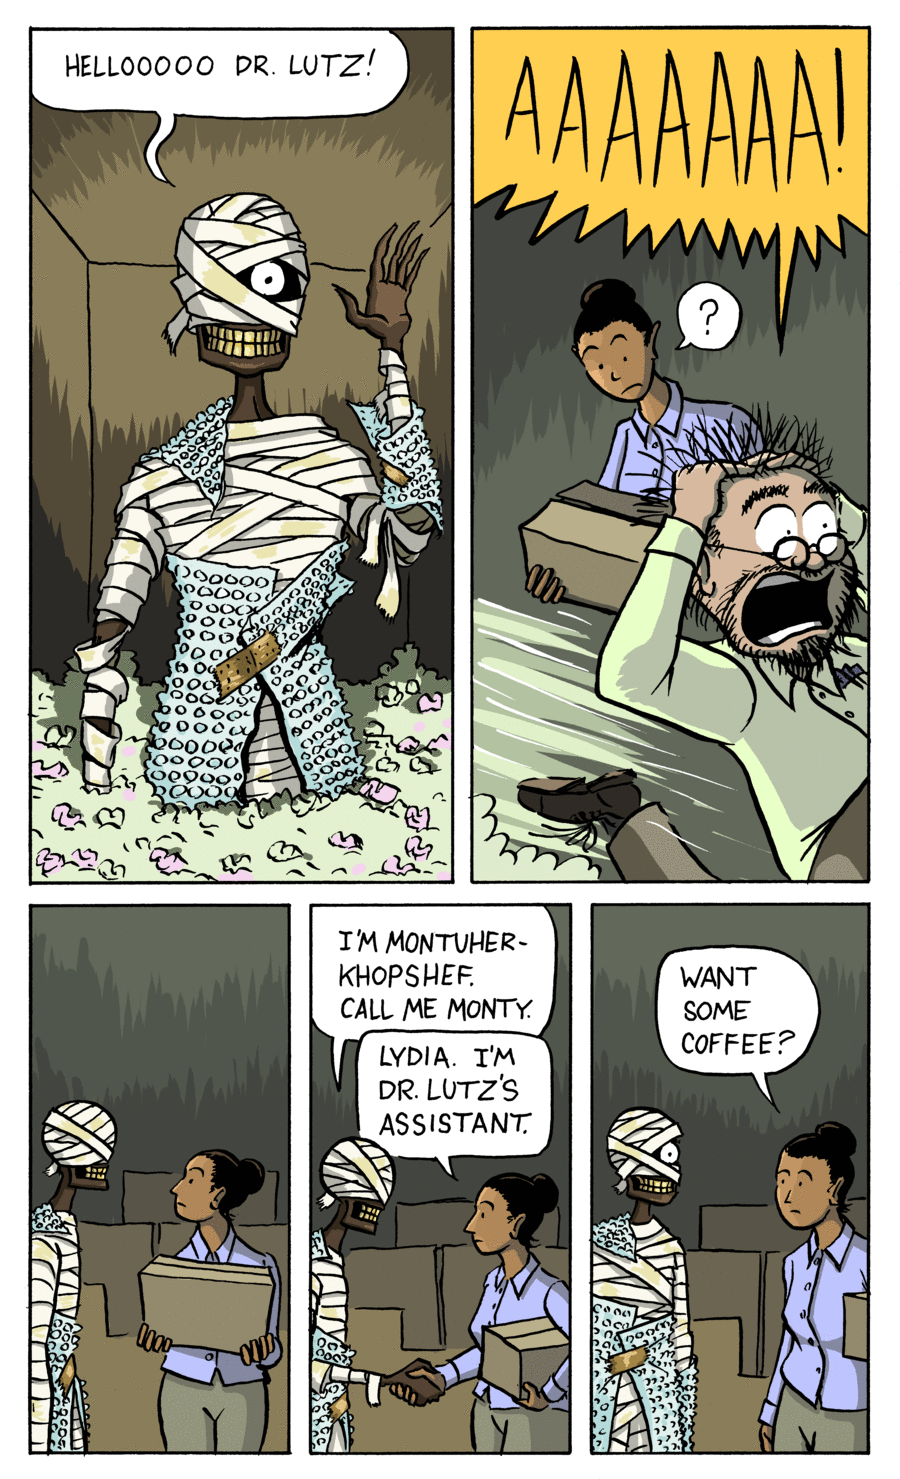 HELLOOOOO DR. LUTZ!
AAAAAAA!
?
I'M MONTUHER-
KHOPSHEF.
CALL ME MONTY.
LYDIA. I'M
DR. LUTZ'S
ASSISTANT.
WANT
SOME
COFFEE?